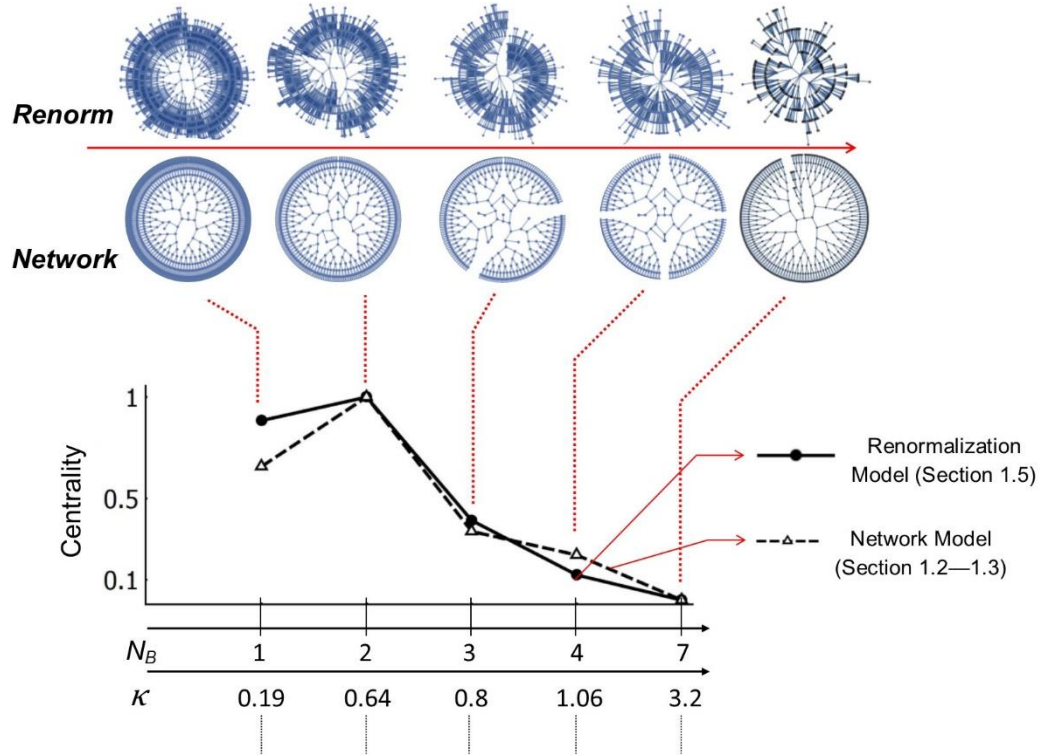 Renorm
Network
Centrality
1
0.5
0.1
Renormalization
Model (Section 1.5)
Network Model
(Section 1.2—1.3)
N_B 1 2 3 4 7
κ 0.19 0.64 0.8 1.06 3.2